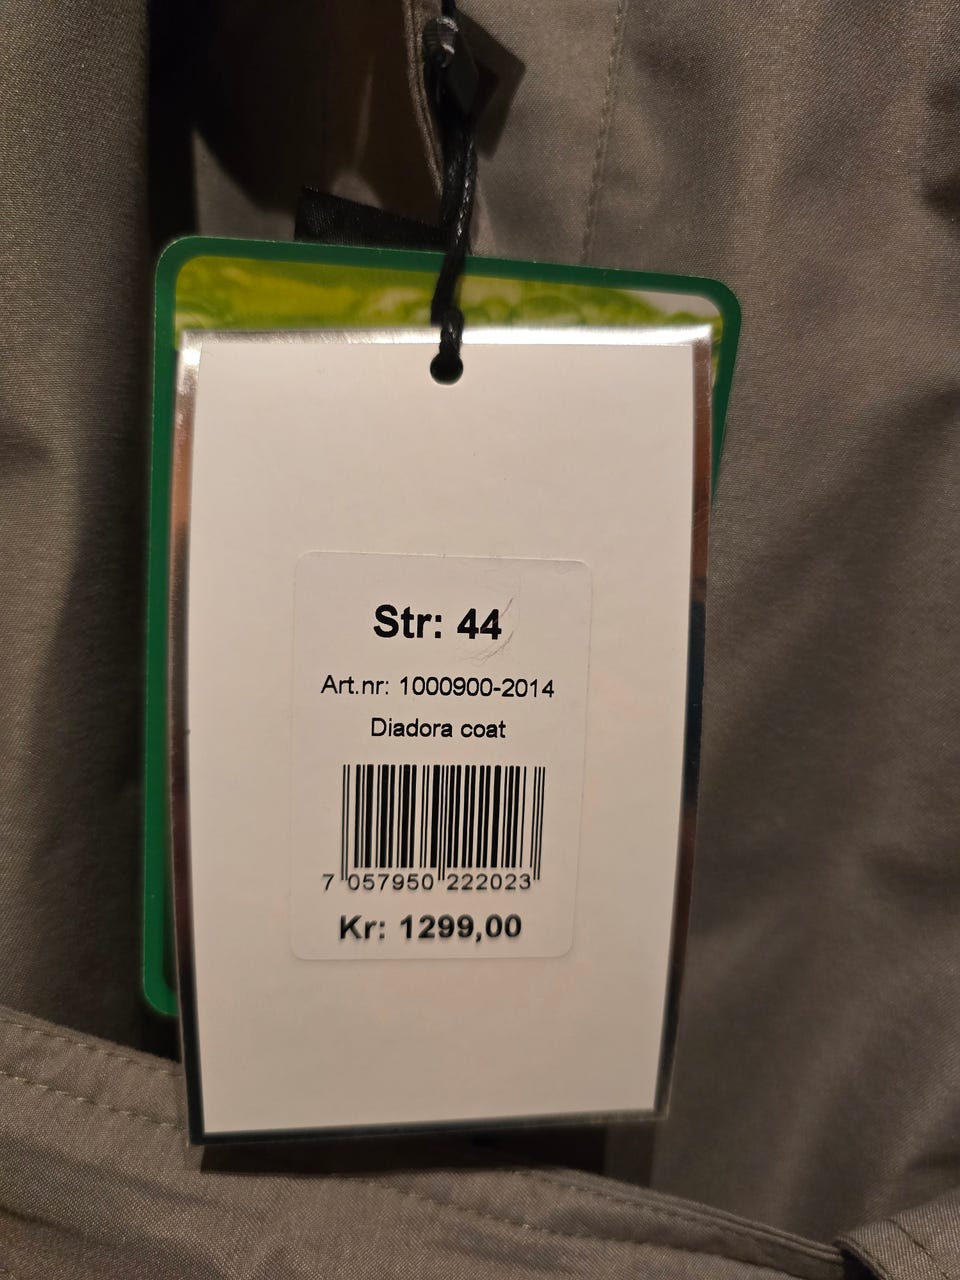 Str: 44
Art.nr: 1000900-2014
Diadora coat
7 057950 222023
Kr: 1299,00